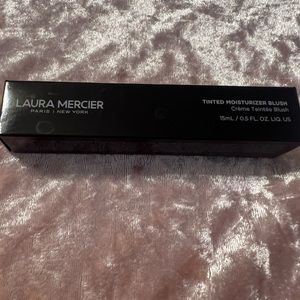 LAURA MERCIER
PARIS | NEW YORK
TINTED MOISTURIZER BLUSH
Crème Teintée Blush
15mL / 0.5 FL. OZ. LIQ. US